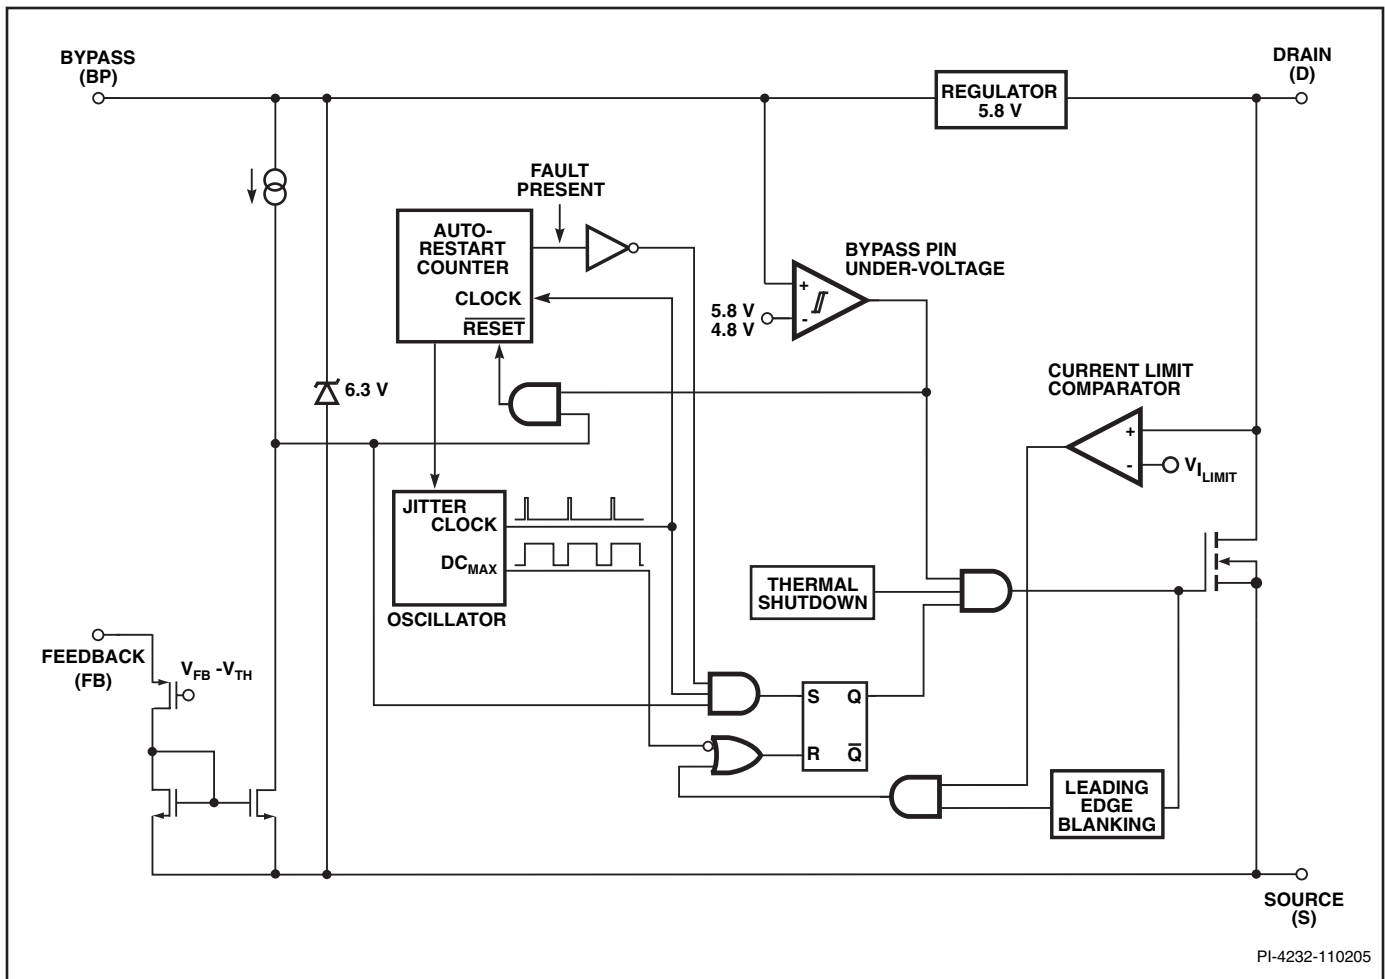 BYPASS
(BP)
DRAIN
(D)
REGULATOR
5.8 V
FAULT
PRESENT
AUTO-
RESTART
COUNTER
CLOCK
RESET
BYPASS PIN
UNDER-VOLTAGE
+
-
5.8 V
4.8 V
6.3 V
CURRENT LIMIT
COMPARATOR
+
-
VILIMIT
JITTER
CLOCK
DCMAX
OSCILLATOR
THERMAL
SHUTDOWN
FEEDBACK
(FB)
VFB -VTH
S Q
R Q̅
LEADING
EDGE
BLANKING
SOURCE
(S)
PI-4232-110205